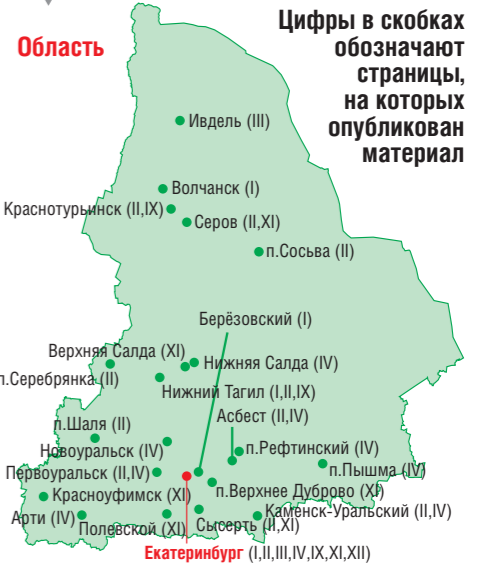 Область
Цифры в скобках
обозначают
страницы,
на которых
опубликован
материал
Ивдель (III)
Волчанск (I)
Краснотурьинск (II,IX)
Серов (II,XI)
п.Сосьва (II)
Берёзовский (I)
Верхняя Салда (XI)
Нижняя Салда (IV)
п.Серебрянка (II)
Нижний Тагил (I,II,IX)
Асбест (II,IV)
п.Шаля (II)
Новоуральск (IV)
п.Рефтинский (IV)
Первоуральск (II,IV)
п.Пышма (IV)
Красноуфимск (XI)
п.Верхнее Дуброво (XI)
Арти (IV)
Полевской (XI)
Сысерть (II,XI)
Каменск-Уральский (II,IV)
Екатеринбург (I,II,III,IV,IX,XI,XII)